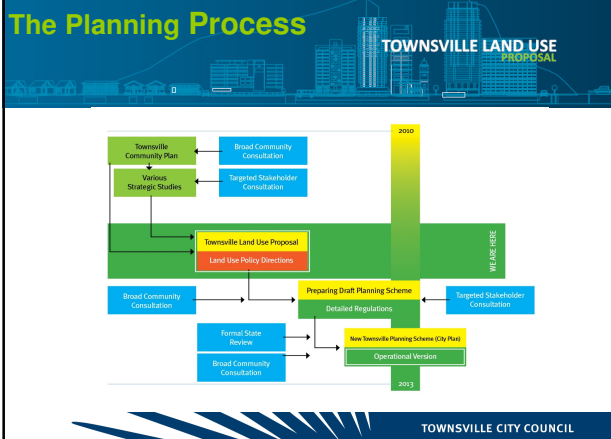 The Planning Process
TOWNSVILLE LAND USE
PROPOSAL
2010
Townsville
Community Plan
Broad Community
Consultation
Various
Strategic Studies
Targeted Stakeholder
Consultation
Townsville Land Use Proposal
Land Use Policy Directions
WE ARE HERE
Broad Community
Consultation
Preparing Draft Planning Scheme
Detailed Regulations
Targeted Stakeholder
Consultation
Formal State
Review
New Townsville Planning Scheme (City Plan)
Operational Version
Broad Community
Consultation
2013
TOWNSVILLE CITY COUNCIL